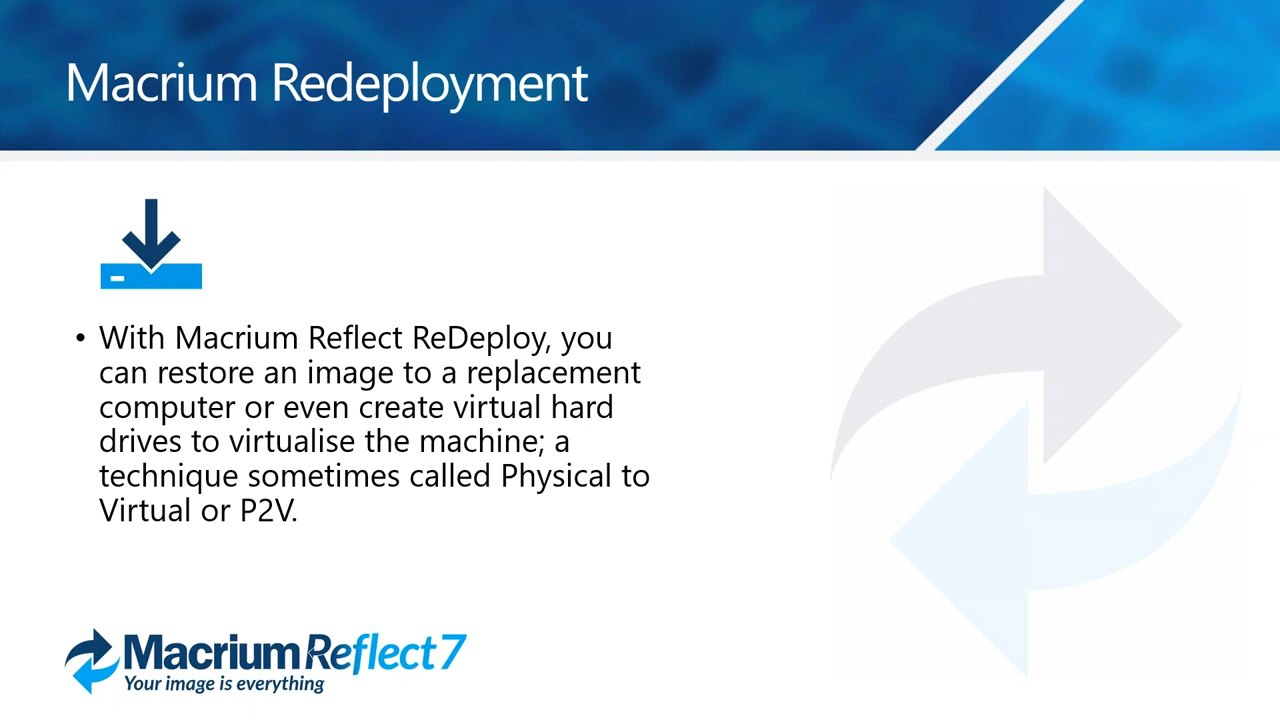 Macrium Redeployment
• With Macrium Reflect ReDeploy, you
can restore an image to a replacement
computer or even create virtual hard
drives to virtualise the machine; a
technique sometimes called Physical to
Virtual or P2V.
Macrium Reflect 7
Your image is everything